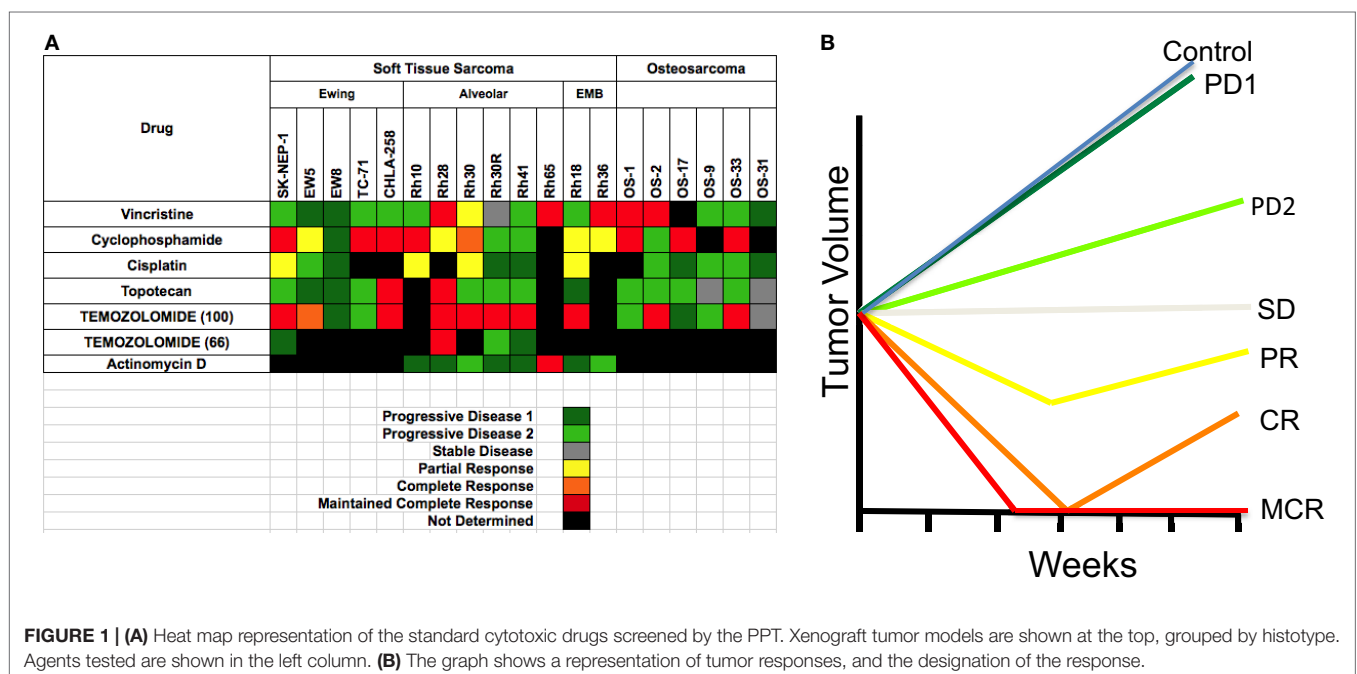 A
Drug
Soft Tissue Sarcoma
Osteosarcoma
Ewing
Alveolar
EMB
SK-NEP-1
EW5
EW8
TC-71
CHLA-258
Rh10
Rh28
Rh30
Rh30R
Rh41
Rh65
Rh18
Rh36
OS-1
OS-2
OS-17
OS-9
OS-33
OS-31
Vincristine
Cyclophosphamide
Cisplatin
Topotecan
TEMOZOLOMIDE (100)
TEMOZOLOMIDE (66)
Actinomycin D
Progressive Disease 1
Progressive Disease 2
Stable Disease
Partial Response
Complete Response
Maintained Complete Response
Not Determined
B
Tumor Volume
Control
PD1
PD2
SD
PR
CR
MCR
Weeks
FIGURE 1 | (A) Heat map representation of the standard cytotoxic drugs screened by the PPT. Xenograft tumor models are shown at the top, grouped by histotype.
Agents tested are shown in the left column. (B) The graph shows a representation of tumor responses, and the designation of the response.